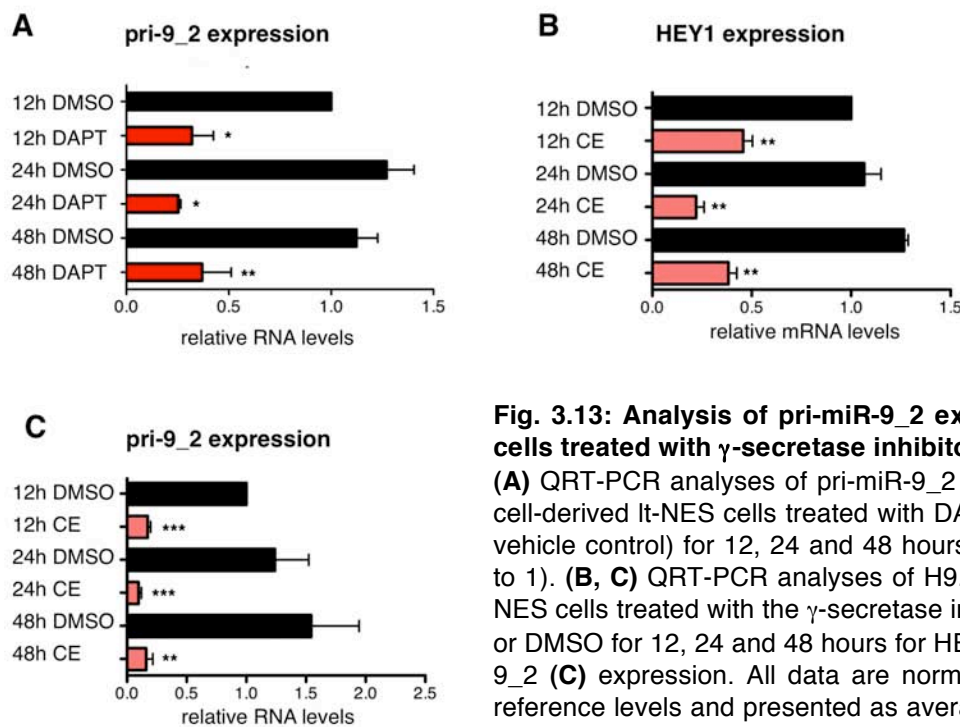 A
pri-9_2 expression
12h DMSO
12h DAPT
*
24h DMSO
24h DAPT
*
48h DMSO
48h DAPT
**
0.0 0.5 1.0 1.5
relative RNA levels
B
HEY1 expression
12h DMSO
12h CE
**
24h DMSO
24h CE
**
48h DMSO
48h CE
**
0.0 0.5 1.0 1.5
relative mRNA levels
C
pri-9_2 expression
12h DMSO
12h CE
***
24h DMSO
24h CE
***
48h DMSO
48h CE
**
0.0 0.5 1.0 1.5 2.0 2.5
relative RNA levels
Fig. 3.13: Analysis of pri-miR-9_2 ex
cells treated with γ-secretase inhibito
(A) QRT-PCR analyses of pri-miR-9_2
cell-derived lt-NES cells treated with DA
vehicle control) for 12, 24 and 48 hours
to 1). (B, C) QRT-PCR analyses of H9.
NES cells treated with the γ-secretase in
or DMSO for 12, 24 and 48 hours for HE
9_2 (C) expression. All data are norm
reference levels and presented as avera